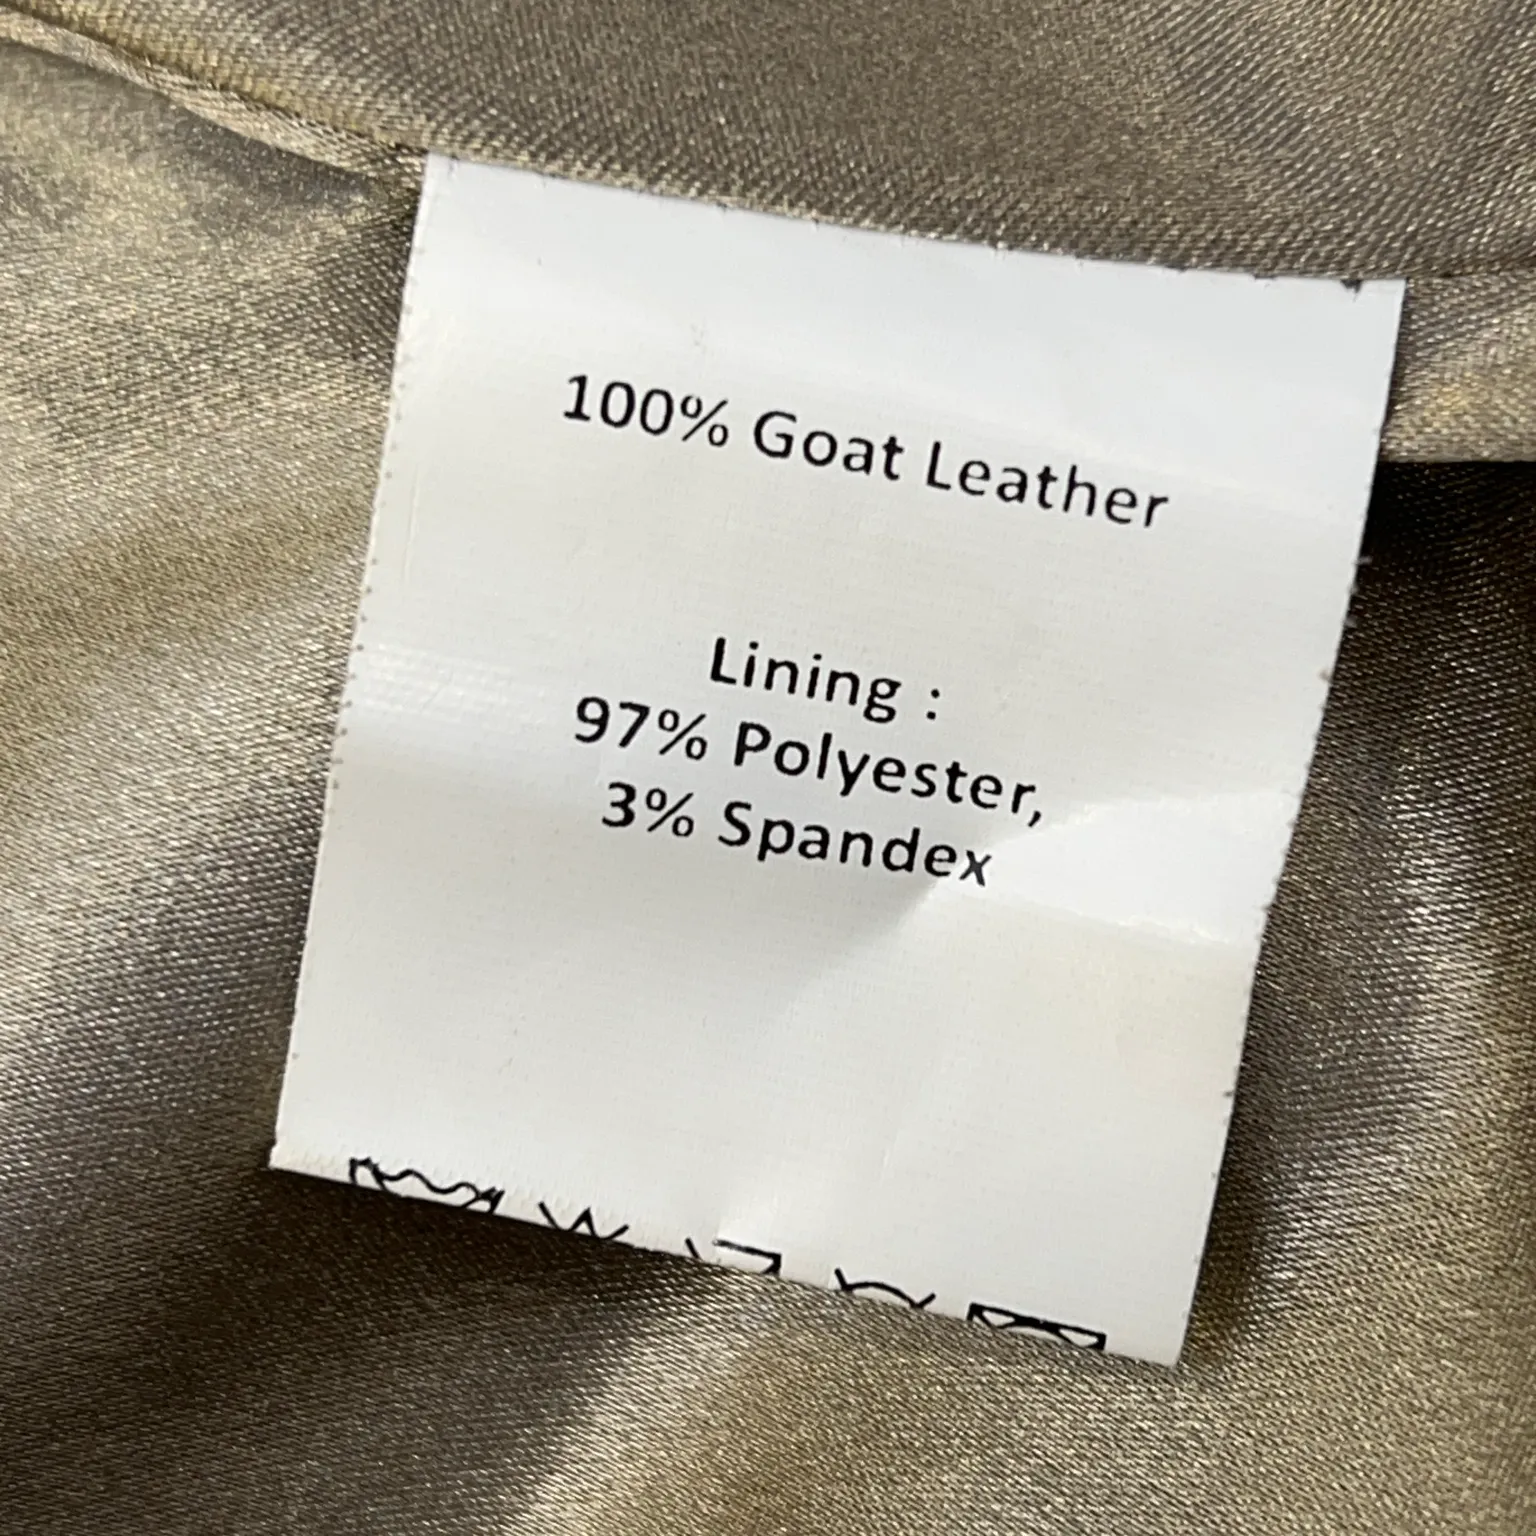 100% Goat Leather
Lining :
97% Polyester,
3% Spandex